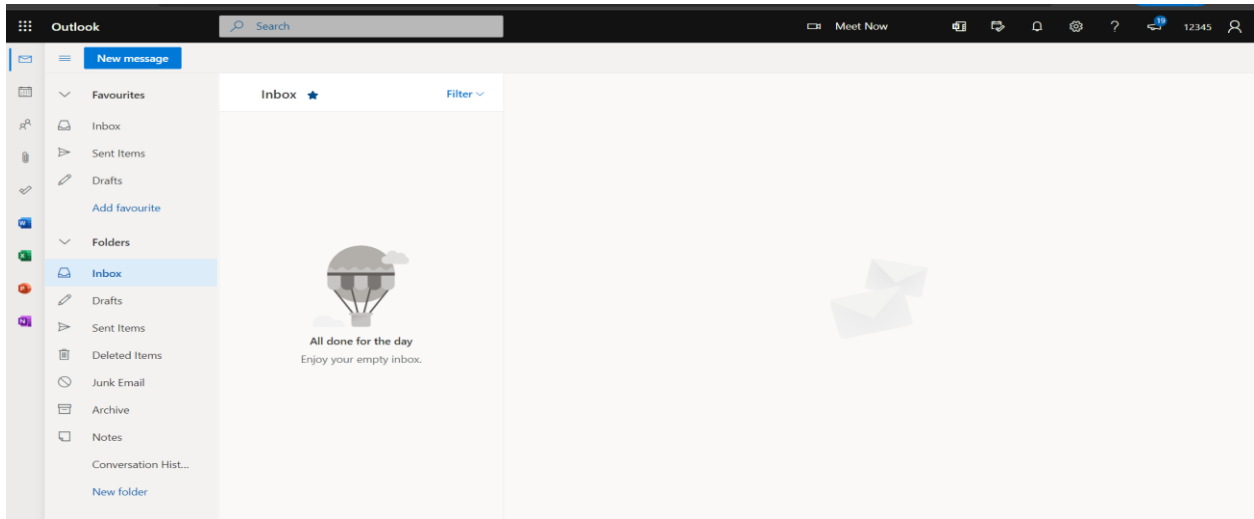 Outlook
Search
Meet Now
?
19
12345
New message
Favourites
Inbox
Sent Items
Drafts
Add favourite
Folders
Inbox
Drafts
Sent Items
Deleted Items
Junk Email
Archive
Notes
Conversation Hist...
New folder
Inbox
Filter
All done for the day
Enjoy your empty inbox.